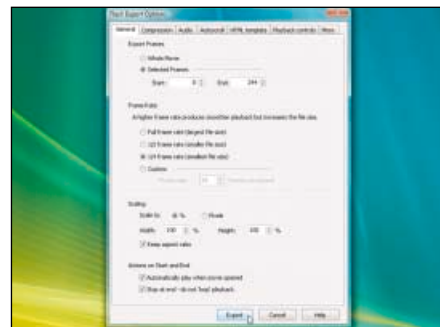 Flash Export Options
General Compression Audio Autoscroll HTML template Playback controls More
Export Frames
Whole Movie
Selected Frames
Start: 0 End: 244
Frame Rate
A higher frame rate produces smoother playback but increases the file size.
Full frame rate (largest file size)
1/2 frame rate (smaller file size)
1/4 frame rate (smallest file size)
Custom
Scaling
Scale to: %
Width: 100 % Height: 100 %
Keep aspect ratio
Actions on Start and End
Automatically play when movie opened
Stop at end - do not 'loop' playback
Export Cancel Help